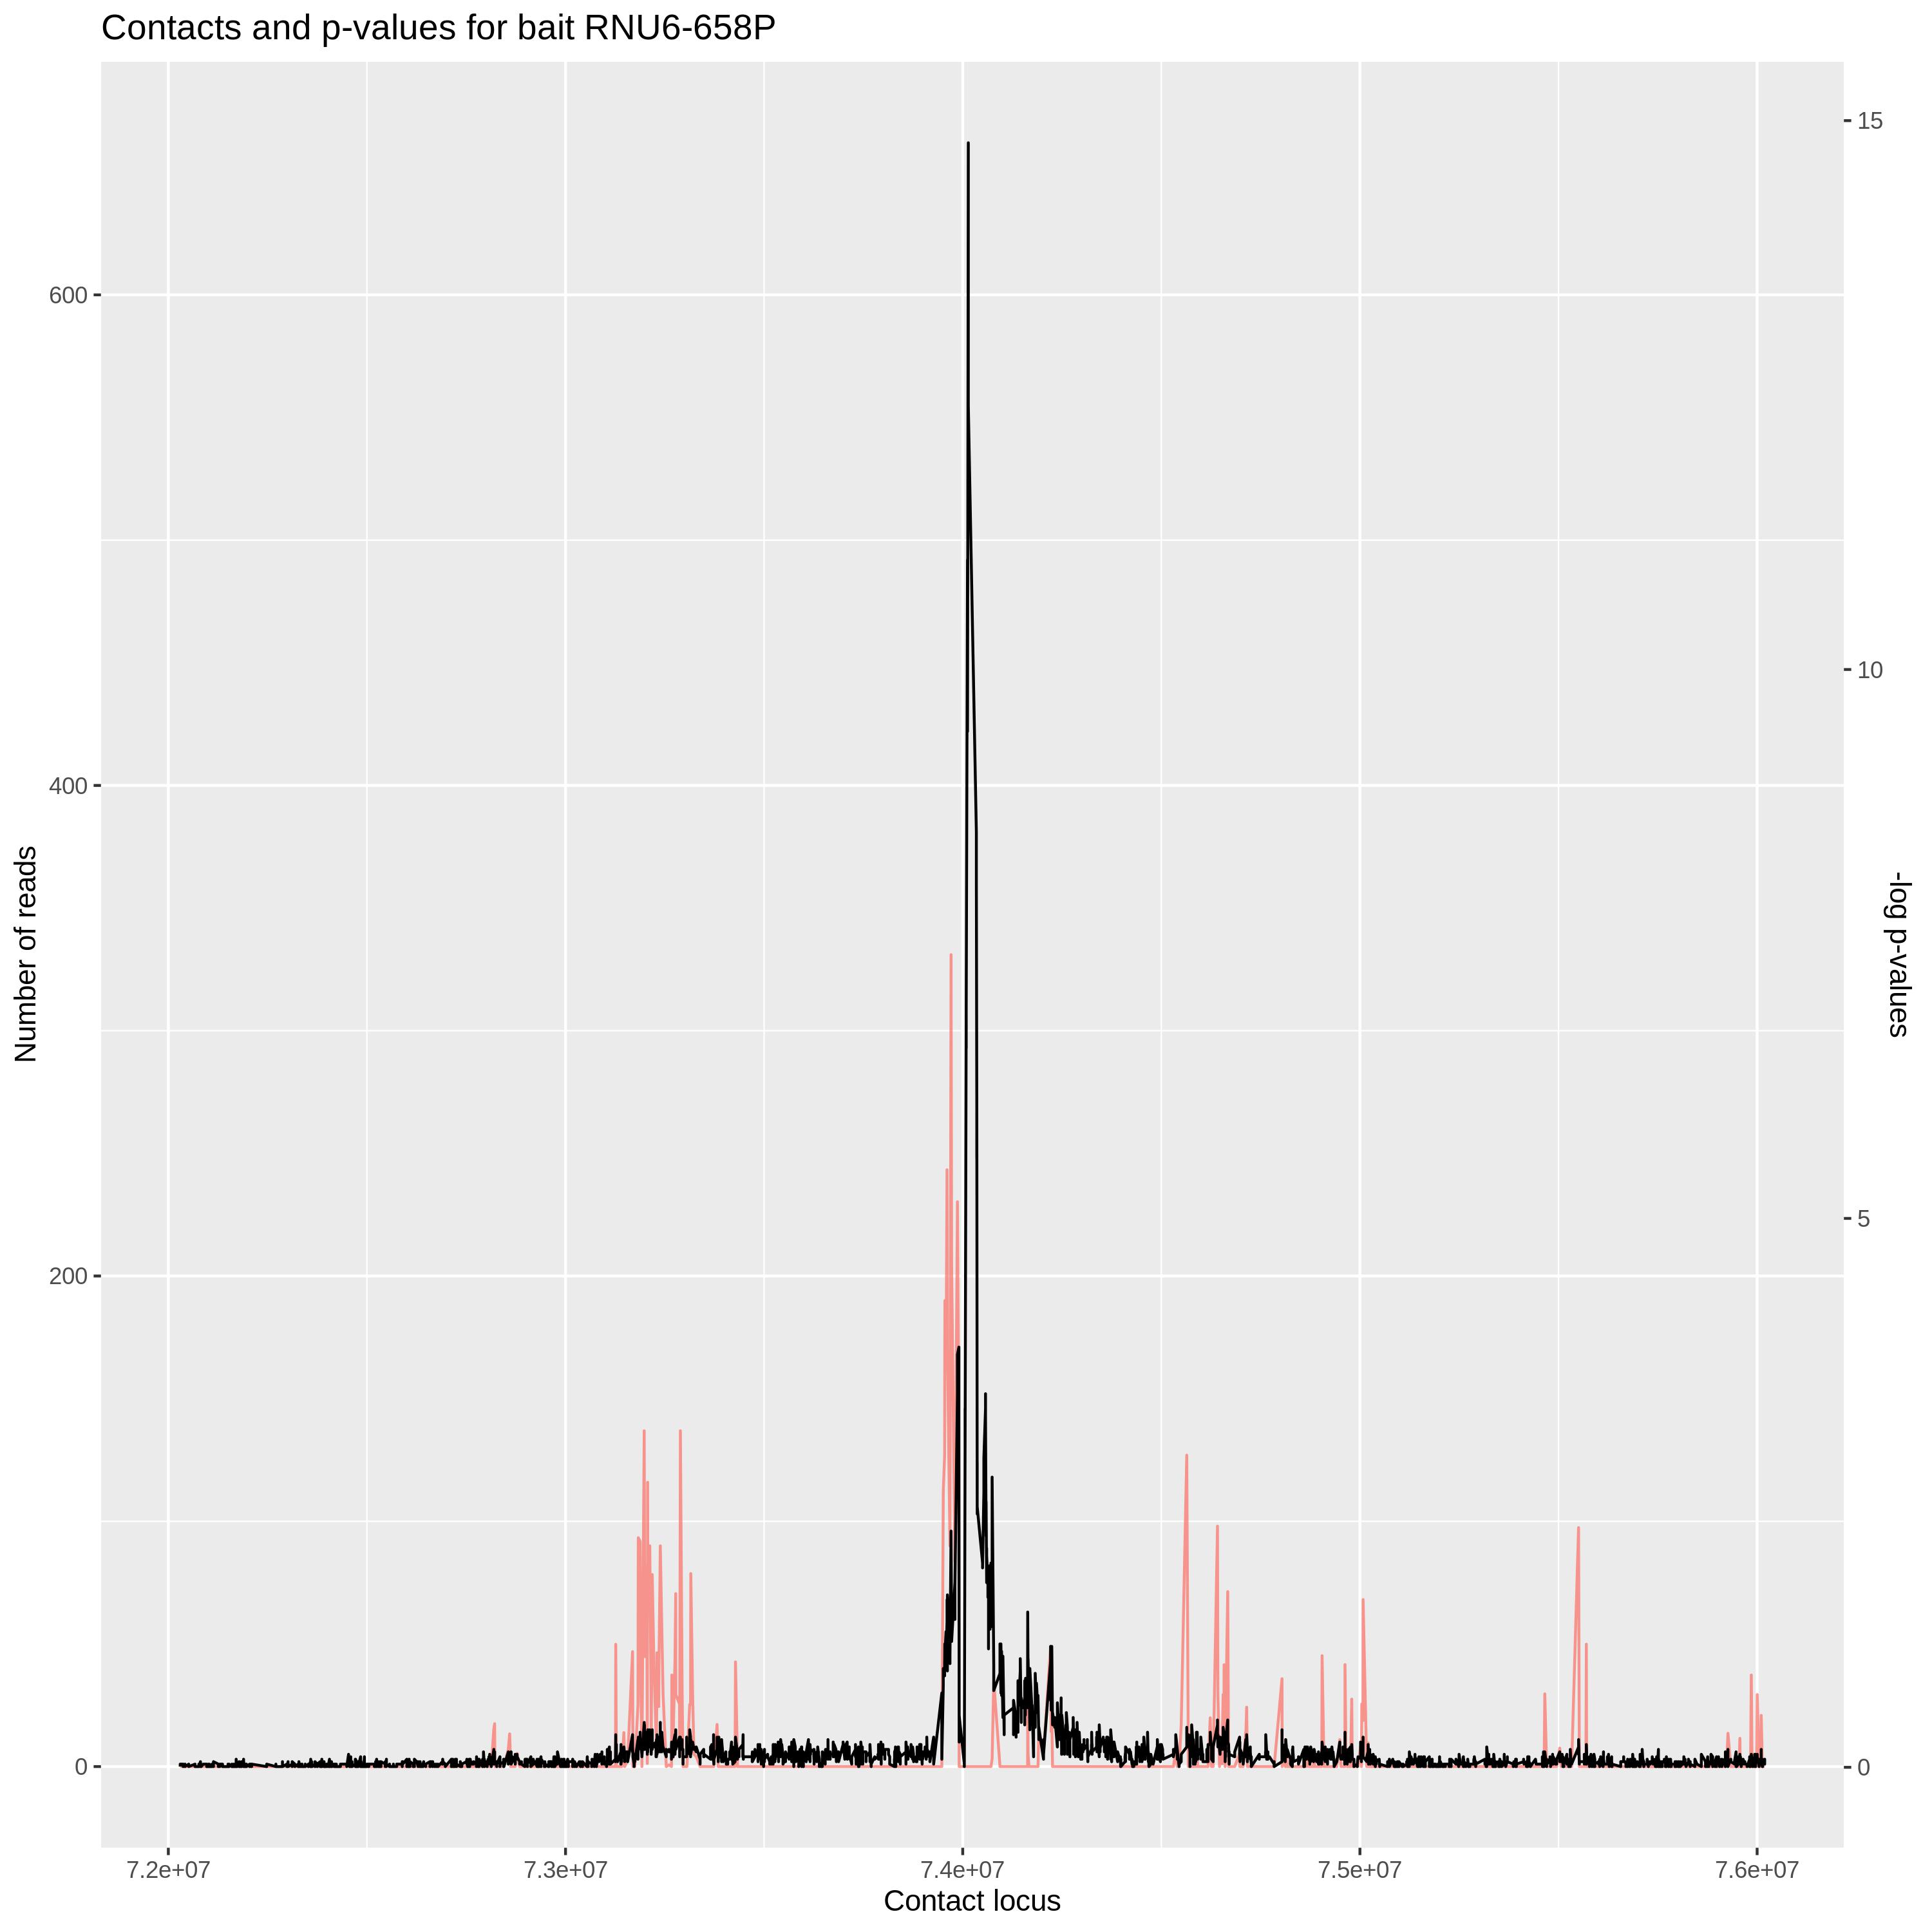 Contacts and p-values for bait RNU6-658P
15
600
10
400
Number of reads
-log p-values
5
200
0
0
7.2e+07
7.3e+07
7.4e+07
7.5e+07
7.6e+07
Contact locus